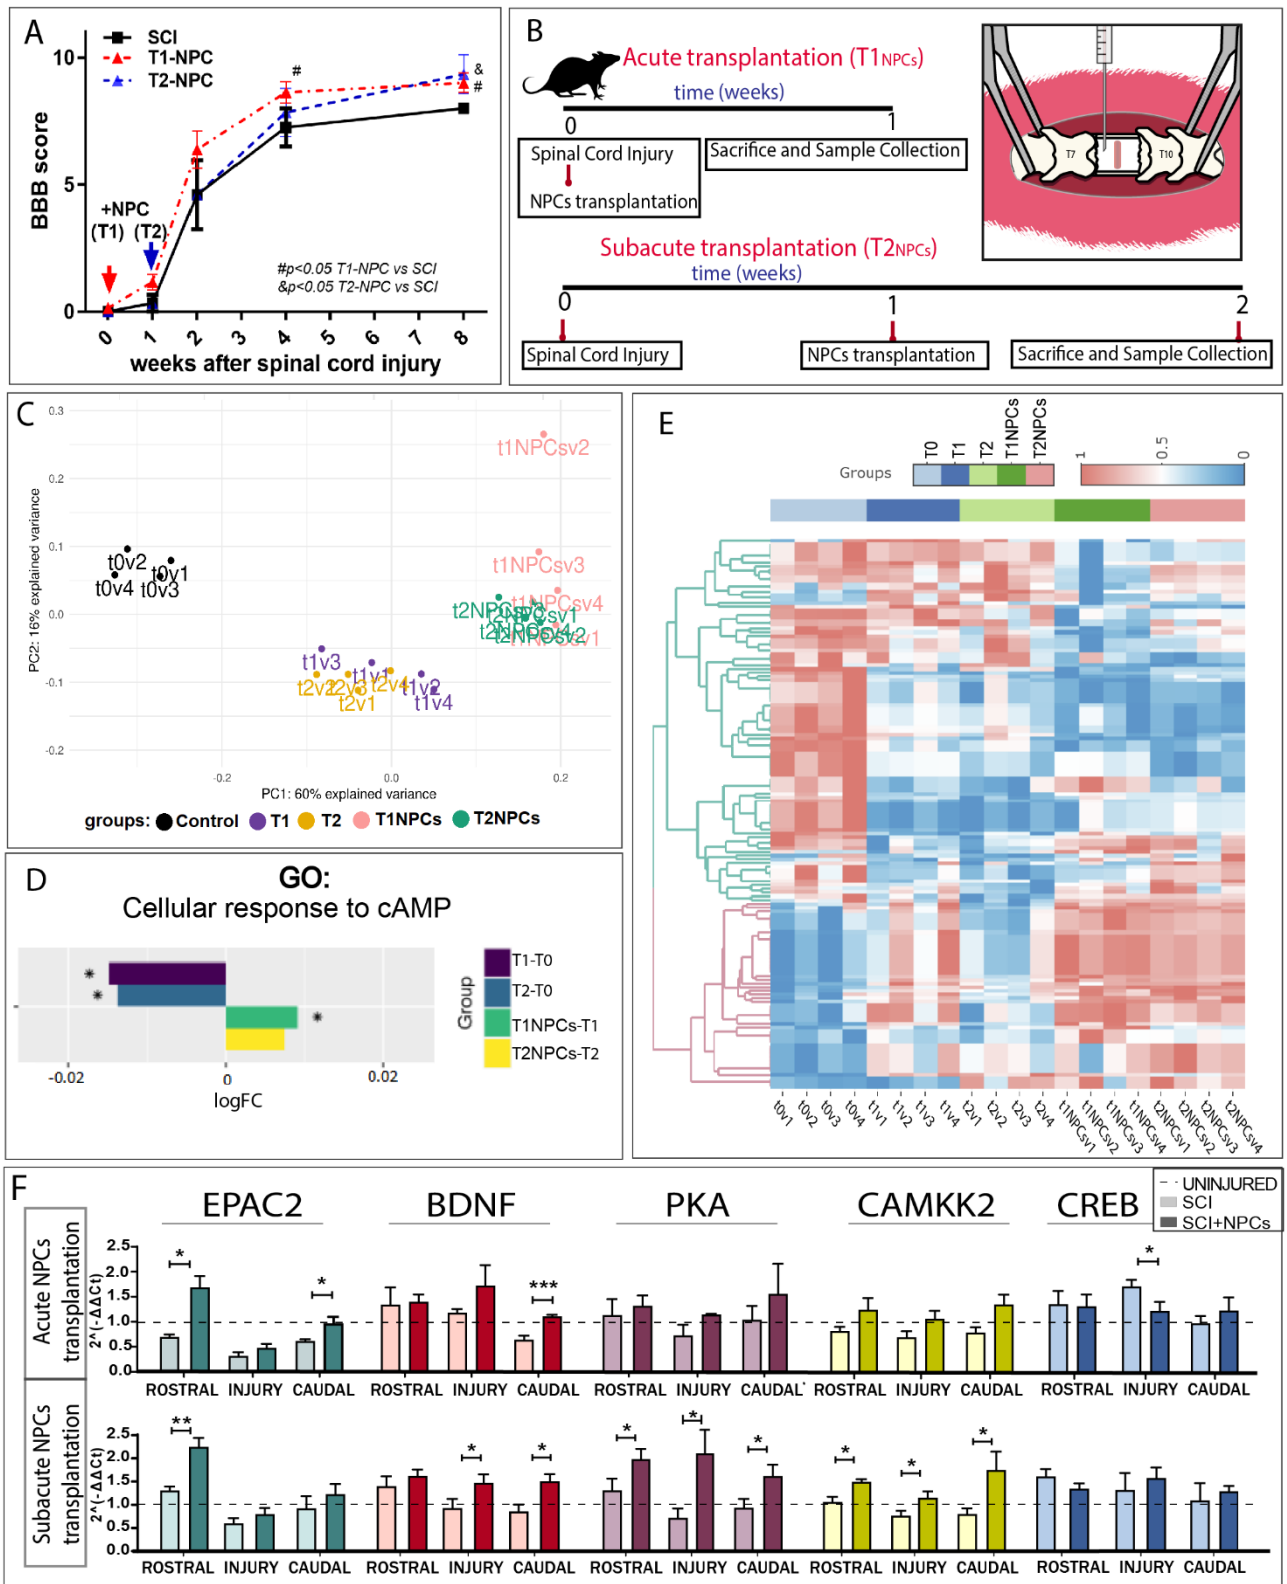 A
SCI
T1-NPC
T2-NPC
10
5
0
BBB score
#
&
#
+NPC
(T1) (T2)
#p<0.05 T1-NPC vs SCI
&p<0.05 T2-NPC vs SCI
0 1 2 3 4 5 6 7 8
weeks after spinal cord injury
B
Acute transplantation (T1NPCs)
time (weeks)
0 1
Spinal Cord Injury
NPCs transplantation
Sacrifice and Sample Collection
T7 T10
Subacute transplantation (T2NPCs)
time (weeks)
0 1 2
Spinal Cord Injury
NPCs transplantation
Sacrifice and Sample Collection
C
0.3
0.2
0.1
0.0
-0.1
-0.2
PC2: 16% explained variance
t1NPCsv2
t0v2
t0v1
t0v4
t0v3
t1NPCsv3
t1NPCsv4
t2NPCsv3
t2NPCsv1
t2NPCsv4
t2NPCsv2
t1NPCsv1
t1v3
t1v1
t2v2
t2v3
t2v4
t1v2
t2v1
t1v4
-0.2 0.0 0.2
PC1: 60% explained variance
groups: Control T1 T2 T1NPCs T2NPCs
D
GO:
Cellular response to cAMP
*
*
*
-0.02 0 0.02
logFC
Group
T1-T0
T2-T0
T1NPCs-T1
T2NPCs-T2
E
Groups
T0
T1
T2
T1NPCs
T2NPCs
1 0.5 0
t0v1 t0v2 t0v3 t0v4 t1v1 t1v2 t1v3 t1v4 t2v1 t2v2 t2v3 t2v4 t1NPCsv1 t1NPCsv2 t1NPCsv3 t1NPCsv4 t2NPCsv1 t2NPCsv2 t2NPCsv3 t2NPCsv4
F
EPAC2 BDNF PKA CAMKK2 CREB
UNINJURED
SCI
SCI+NPCs
Acute NPCs
transplantation
2^(-ΔΔCt)
2.5
2.0
1.5
1.0
0.5
0.0
* * *** *
ROSTRAL INJURY CAUDAL ROSTRAL INJURY CAUDAL ROSTRAL INJURY CAUDAL ROSTRAL INJURY CAUDAL ROSTRAL INJURY CAUDAL
Subacute NPCs
transplantation
2^(-ΔΔCt)
2.5
2.0
1.5
1.0
0.5
0.0
** * * * * * * * *
ROSTRAL INJURY CAUDAL ROSTRAL INJURY CAUDAL ROSTRAL INJURY CAUDAL ROSTRAL INJURY CAUDAL ROSTRAL INJURY CAUDAL